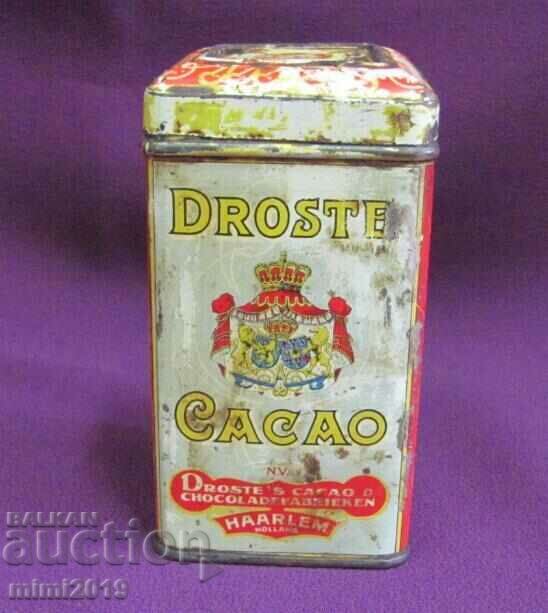 DROSTE
CACAO
N.V.
DROSTE'S CACAO &
CHOCOLADEFABRIEKEN
HAARLEM
HOLLAND
BALKAN
auction
mimi2019